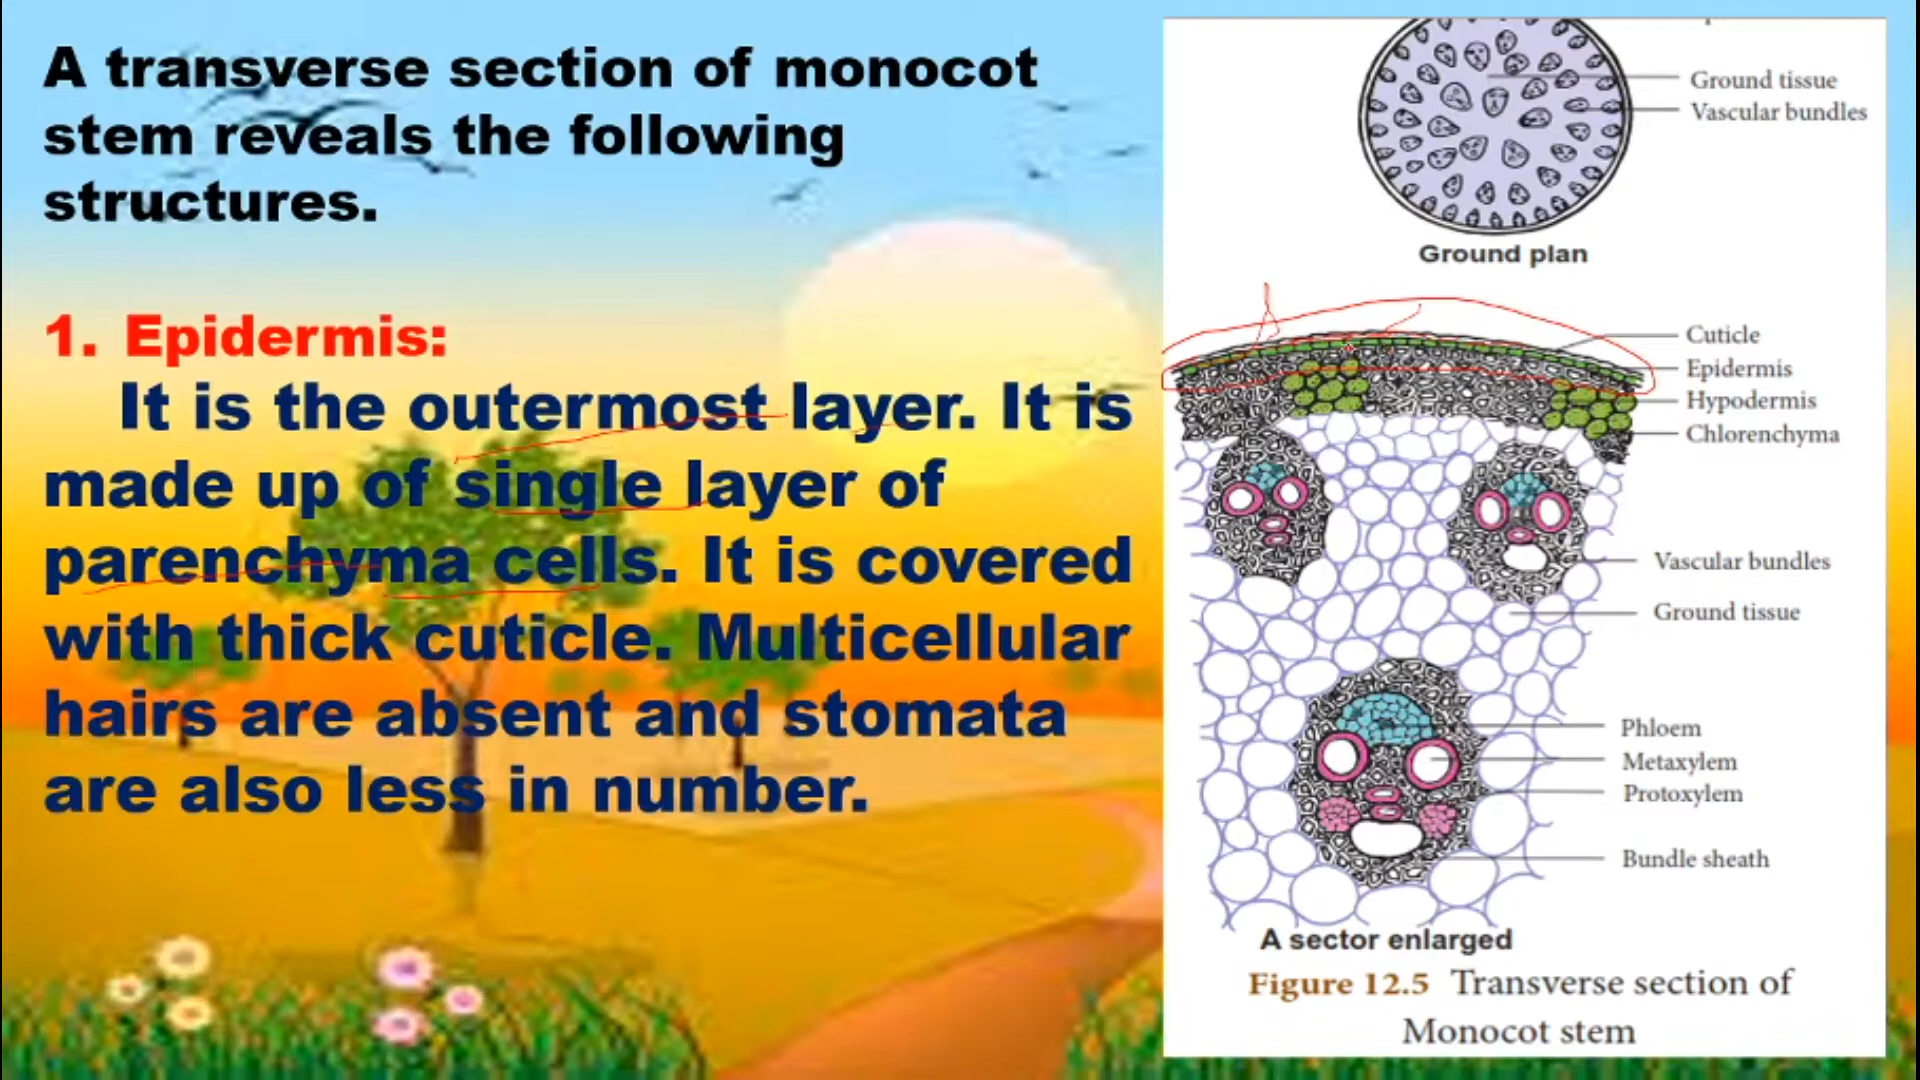 A transverse section of monocot
stem reveals the following
structures.
1. Epidermis:
It is the outermost layer. It is
made up of single layer of
parenchyma cells. It is covered
with thick cuticle. Multicellular
hairs are absent and stomata
are also less in number.
Ground tissue
Vascular bundles
Ground plan
Cuticle
Epidermis
Hypodermis
Chlorenchyma
Vascular bundles
Ground tissue
Phloem
Metaxylem
Protoxylem
Bundle sheath
A sector enlarged
Figure 12.5 Transverse section of
Monocot stem